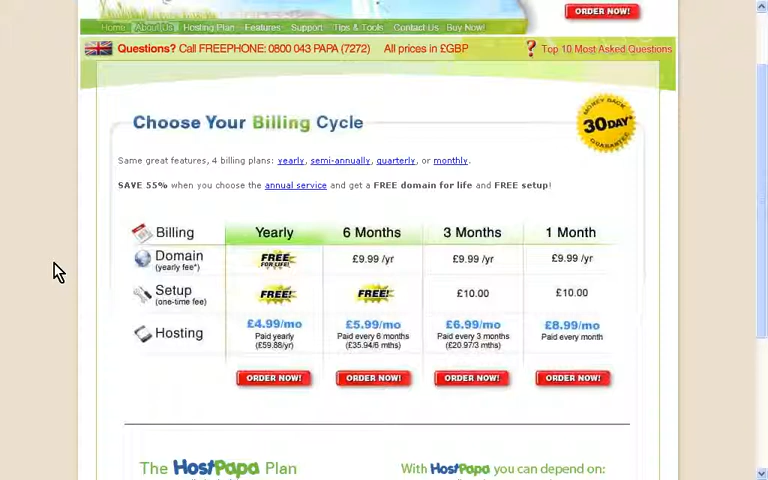 ORDER NOW!
Home About Us Hosting Plan Features Support Tips & Tools Contact Us Buy Now!
Questions? Call FREEPHONE: 0800 043 PAPA (7272) All prices in £GBP ? Top 10 Most Asked Questions
Choose Your Billing Cycle
MONEY BACK
30 DAY
GUARANTEE
Same great features, 4 billing plans: yearly, semi-annually, quarterly, or monthly.
SAVE 55% when you choose the annual service and get a FREE domain for life and FREE setup!
Billing Yearly 6 Months 3 Months 1 Month
Domain FREE £9.99 /yr £9.99 /yr £9.99 /yr
(yearly fee*) FOR LIFE!
Setup FREE! FREE! £10.00 £10.00
(one-time fee)
Hosting £4.99/mo £5.99/mo £6.99/mo £8.99/mo
Paid yearly Paid every 6 months Paid every 3 months Paid every month
(£59.88/yr) (£35.94/6 mths) (£20.97/3 mths)
ORDER NOW! ORDER NOW! ORDER NOW! ORDER NOW!
The HostPapa Plan With HostPapa you can depend on: